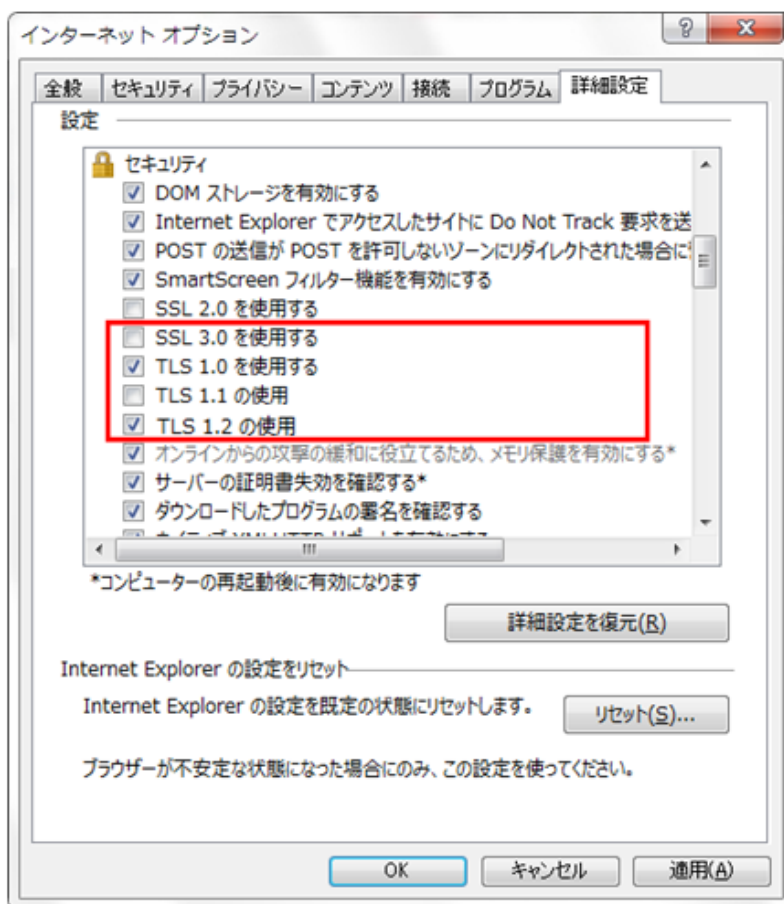 インターネット オプション
全般 セキュリティ プライバシー コンテンツ 接続 プログラム 詳細設定
設定
セキュリティ
DOM ストレージを有効にする
Internet Explorer でアクセスしたサイトに Do Not Track 要求を送
POST の送信が POST を許可しないゾーンにリダイレクトされた場合に
SmartScreen フィルター機能を有効にする
SSL 2.0 を使用する
SSL 3.0 を使用する
TLS 1.0 を使用する
TLS 1.1 の使用
TLS 1.2 の使用
オンラインからの攻撃の緩和に役立てるため、メモリ保護を有効にする*
サーバーの証明書失効を確認する*
ダウンロードしたプログラムの署名を確認する
*コンピューターの再起動後に有効になります
詳細設定を復元(R)
Internet Explorer の設定をリセット
Internet Explorer の設定を既定の状態にリセットします。
リセット(S)...
ブラウザーが不安定な状態になった場合にのみ、この設定を使ってください。
OK キャンセル 適用(A)